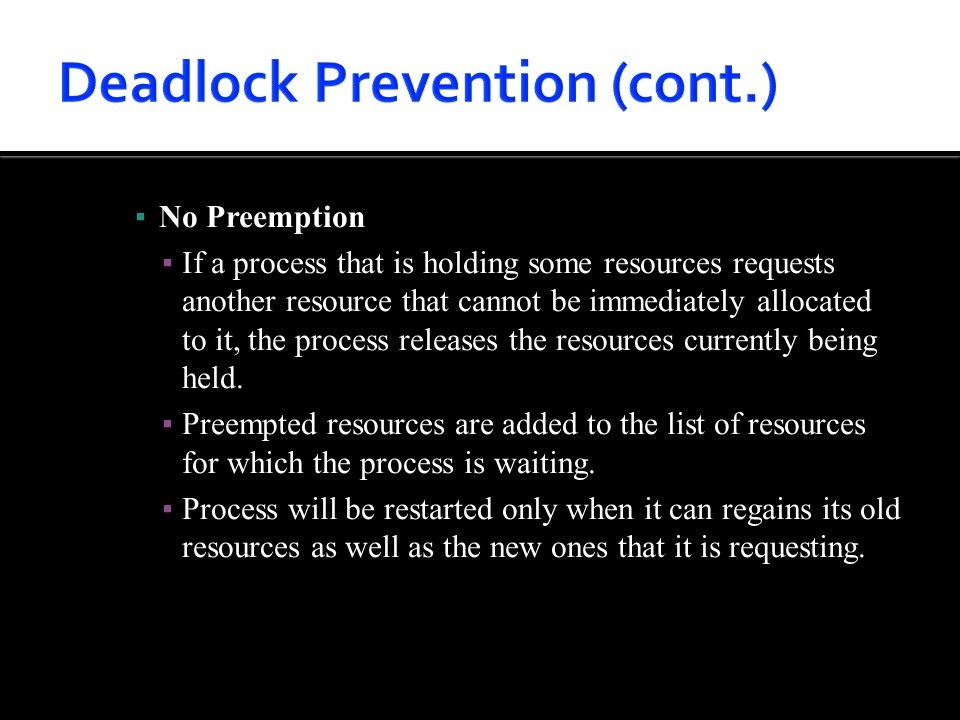 Deadlock Prevention (cont.)
▪ No Preemption
▪ If a process that is holding some resources requests
another resource that cannot be immediately allocated
to it, the process releases the resources currently being
held.
▪ Preempted resources are added to the list of resources
for which the process is waiting.
▪ Process will be restarted only when it can regains its old
resources as well as the new ones that it is requesting.